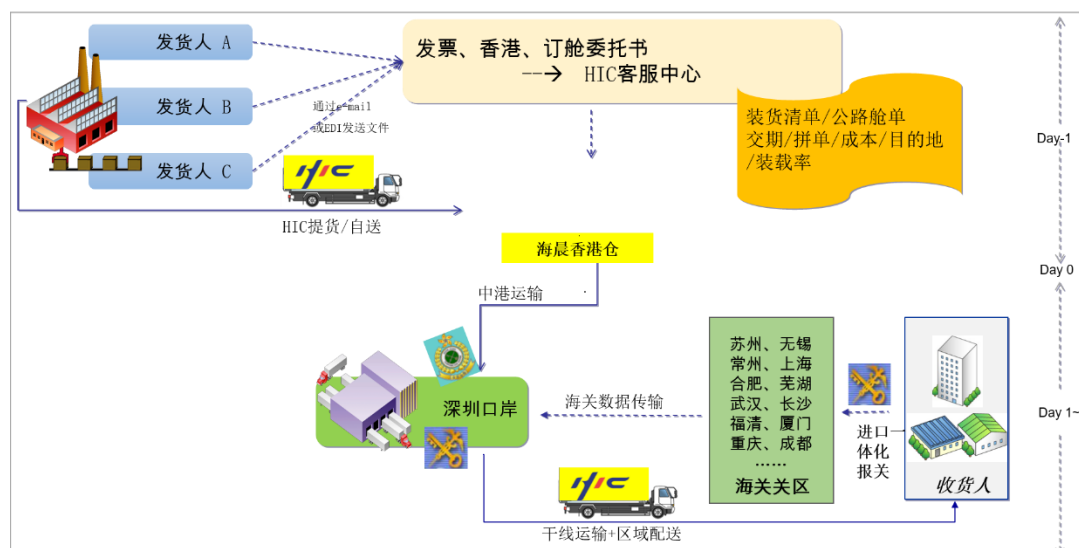 发货人 A
发货人 B
发货人 C
通过e-mail
或EDI发送文件
发票、香港、订舱委托书
--→ HIC客服中心
装货清单/公路舱单
交期/拼单/成本/目的地
/装载率
Day-1
HIC
HIC提货/自送
海晨香港仓
Day 0
中港运输
深圳口岸
海关数据传输
苏州、无锡
常州、上海
合肥、芜湖
武汉、长沙
福清、厦门
重庆、成都
……
海关关区
进口
体化
报关
收货人
Day 1~
HIC
干线运输+区域配送